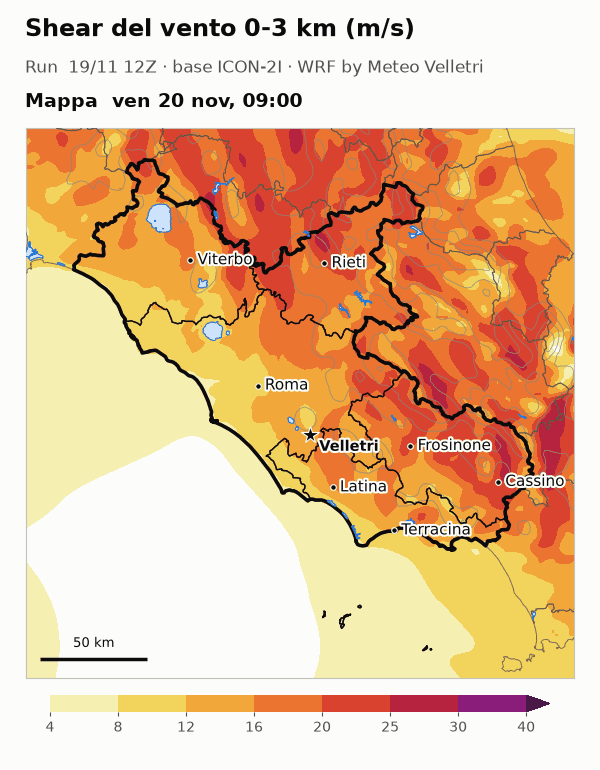 Shear del vento 0-3 km (m/s)
Run  19/11 12Z · base ICON-2I · WRF by Meteo Velletri
Mappa  ven 20 nov, 09:00
Viterbo
Rieti
Roma
Velletri
Frosinone
Cassino
Latina
Terracina
50 km
4 8 12 16 20 25 30 40